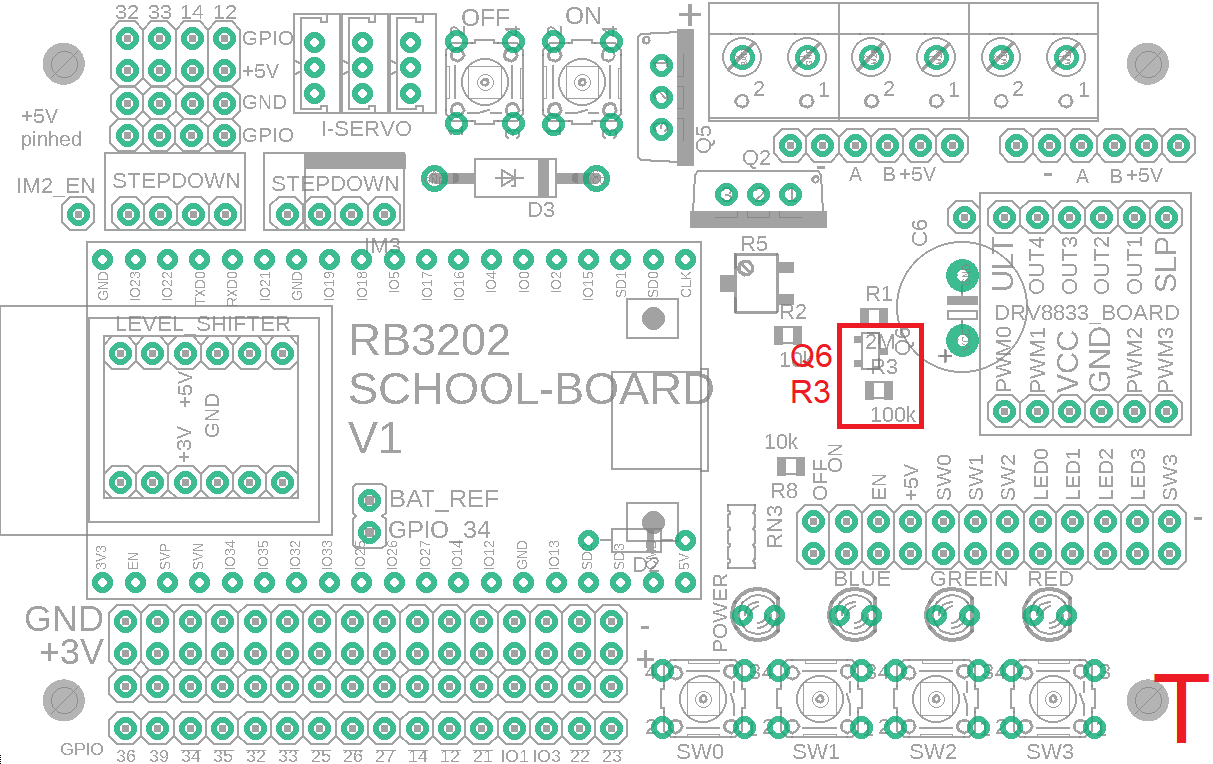 32 33 14 12
GPIO
+5V
GND
GPIO
+5V
pinhed
I-SERVO
OFF
ON
+
Q5
2 1 2 1 2 1
Q2
- A B +5V
- A B +5V
IM2_EN
STEPDOWN
STEPDOWN
IM3
D3
3 2 1
R5
C6
ULT OUT4 OUT3 OUT2 OUT1 SLP
DRV8833_BOARD
PWM0 PWM1 VCC GND PWM2 PWM3
+
GND IO23 IO22 TXD0 RXD0 IO21 GND IO19 IO18 IO5 IO17 IO16 IO4 IO0 IO2 IO15 SD1 SD0 CLK
LEVEL_SHIFTER
+5V
GND
+3V
RB3202
SCHOOL-BOARD
V1
R2
10k
R1
2M
Q6
Q6
R3
R3
100k
10k
R8
BAT_REF
GPIO_34
OFF
ON
EN +5V SW0 SW1 SW2 LED0 LED1 LED2 LED3 SW3
-
RN3
3V3 EN SVP SVN IO34 IO35 IO32 IO33 IO25 IO26 IO27 IO14 IO12 GND IO13 SD SD3 5V
BLUE GREEN RED
POWER
GND
+3V
-
+
GPIO
36 39 34 35 32 33 25 26 27 14 12 21 IO1 IO3 22 23
SW0 SW1 SW2 SW3
T